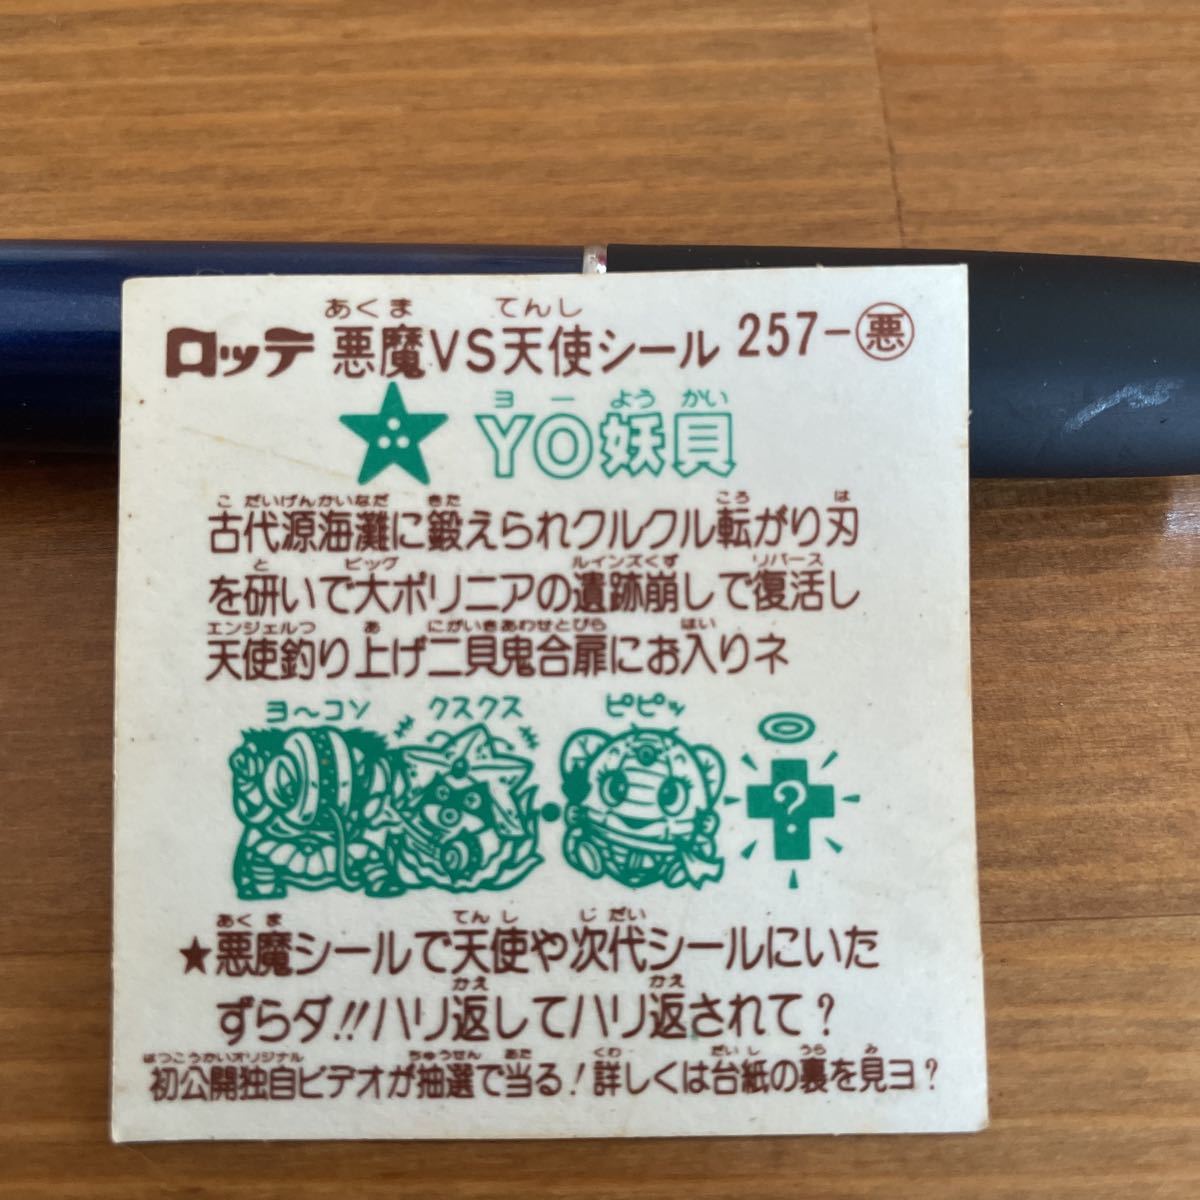 あくま てんし
ロッテ 悪魔VS天使シール 257-悪
ヨー ようかい
YO妖貝
こだいげんかいなだ きた ころ は
古代源海灘に鍛えられクルクル転がり刃
と ビッグ ルインズくず リバース
を研いで大ポリニアの遺跡崩しで復活し
エンジェルつ あ にがいきあわせとびら はい
天使釣り上げ二貝鬼合扉にお入りネ
ヨ〜コソ クスクス ピピッ
?
あくま てんし じだい
★悪魔シールで天使や次代シールにいた
かえ かえ
ずらダ!!ハリ返してハリ返されて?
はつこうかいオリジナル ちゅうせん あた くわ だいし うら み
初公開独自ビデオが抽選で当る!詳しくは台紙の裏を見ヨ?